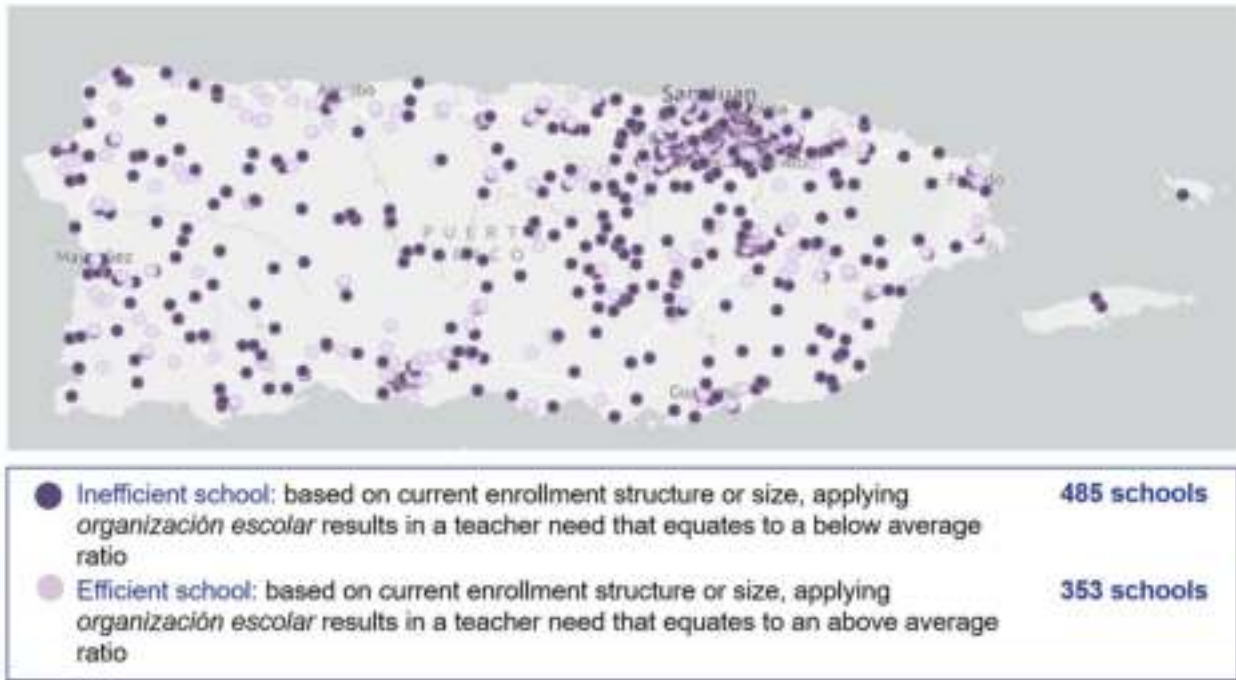 San Juan
PUERTO
RICO
Inefficient school: based on current enrollment structure or size, applying 485 schools
organización escolar results in a teacher need that equates to a below average
ratio
Efficient school: based on current enrollment structure or size, applying 353 schools
organización escolar results in a teacher need that equates to an above average
ratio